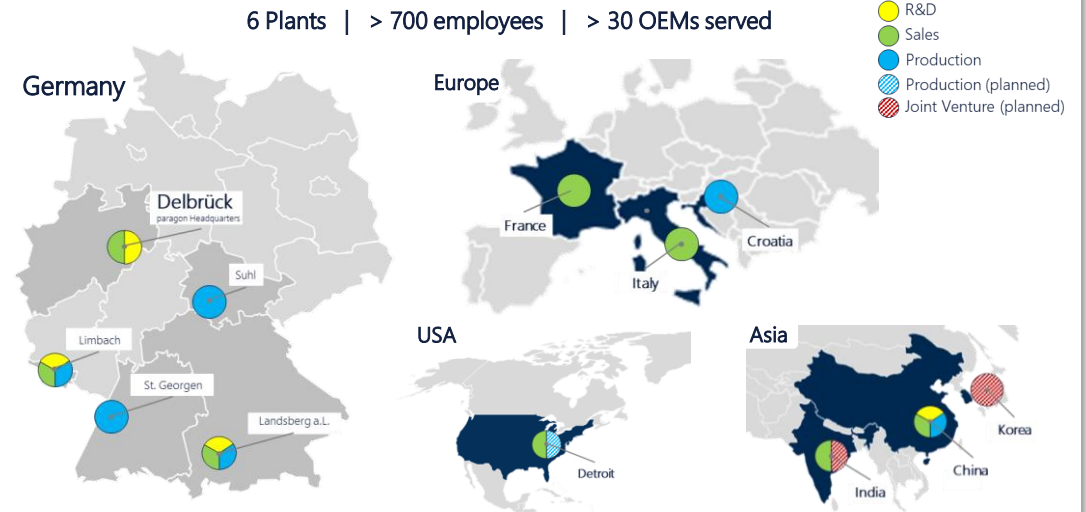 6 Plants | > 700 employees | > 30 OEMs served
R&D
Sales
Production
Production (planned)
Joint Venture (planned)
Germany
Delbrück
paragon Headquarters
Suhl
Limbach
St. Georgen
Landsberg a.L.
Europe
France
Croatia
Italy
USA
Detroit
Asia
Korea
China
India